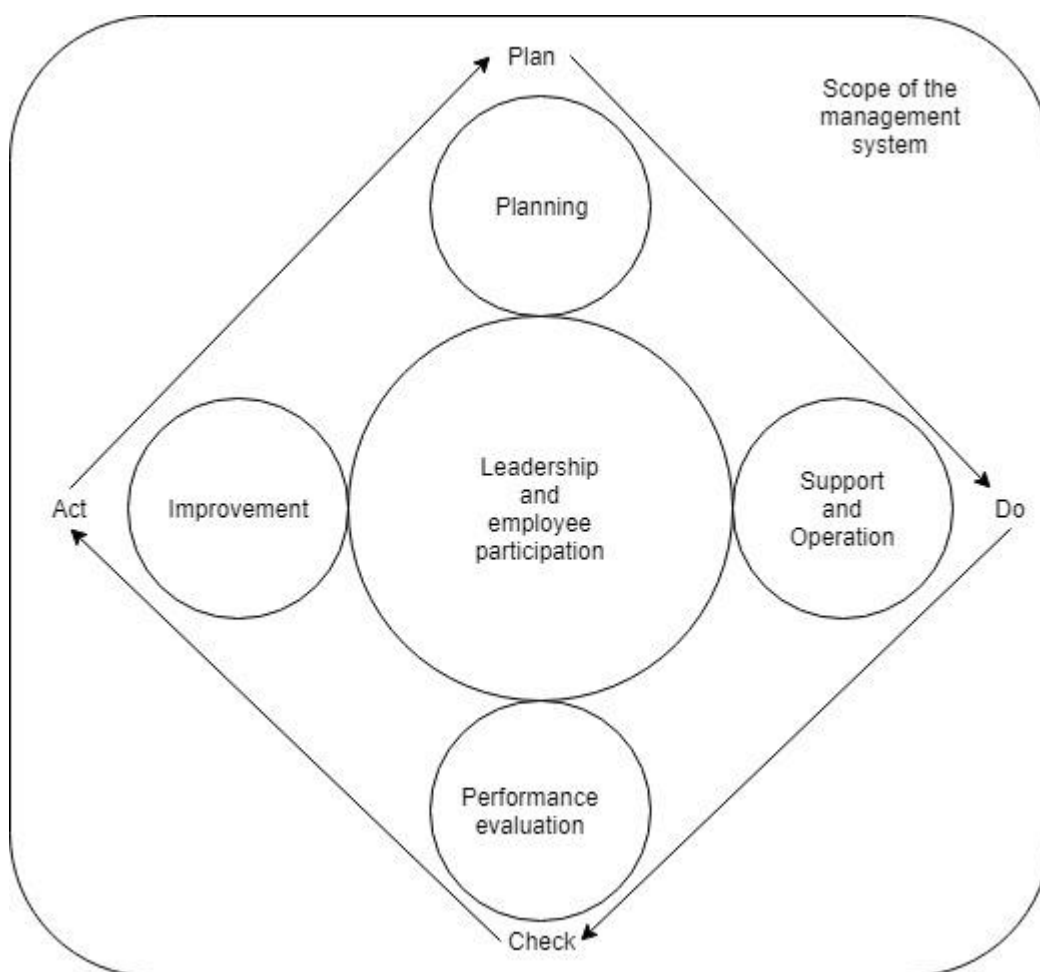 Plan
Scope of the
management
system
Planning
Act
Improvement
Leadership
and
employee
participation
Support
and
Operation
Do
Performance
evaluation
Check